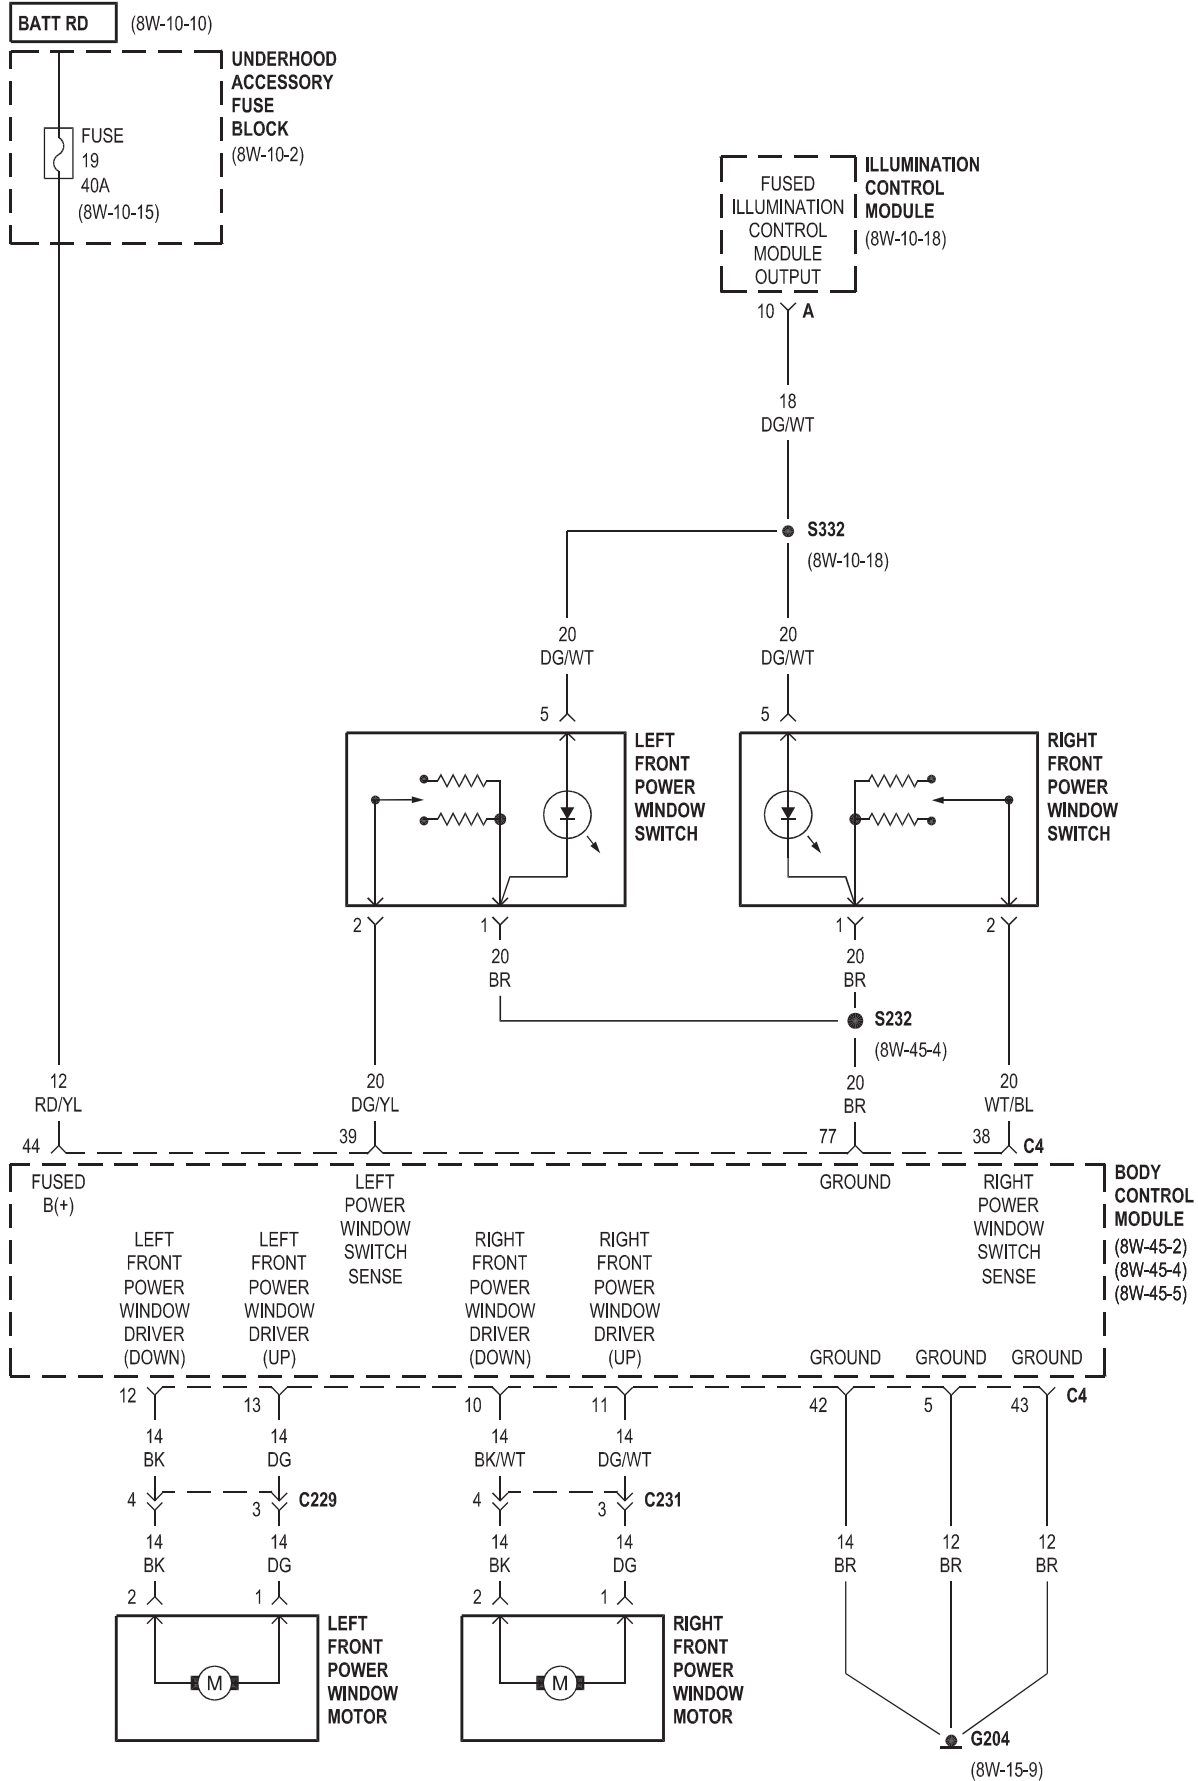 BATT RD
(8W-10-10)
UNDERHOOD
ACCESSORY
FUSE
BLOCK
(8W-10-2)
FUSE
19
40A
(8W-10-15)
FUSED
ILLUMINATION
CONTROL
MODULE
OUTPUT
ILLUMINATION
CONTROL
MODULE
(8W-10-18)
10
A
18
DG/WT
S332
(8W-10-18)
20
DG/WT
20
DG/WT
5
5
LEFT
FRONT
POWER
WINDOW
SWITCH
RIGHT
FRONT
POWER
WINDOW
SWITCH
2
1
1
2
20
BR
20
BR
S232
(8W-45-4)
12
RD/YL
20
DG/YL
20
BR
20
WT/BL
44
39
77
38
C4
FUSED
B(+)
LEFT
POWER
WINDOW
SWITCH
SENSE
GROUND
RIGHT
POWER
WINDOW
SWITCH
SENSE
BODY
CONTROL
MODULE
(8W-45-2)
(8W-45-4)
(8W-45-5)
LEFT
FRONT
POWER
WINDOW
DRIVER
(DOWN)
LEFT
FRONT
POWER
WINDOW
DRIVER
(UP)
RIGHT
FRONT
POWER
WINDOW
DRIVER
(DOWN)
RIGHT
FRONT
POWER
WINDOW
DRIVER
(UP)
GROUND
GROUND
GROUND
12
13
10
11
42
5
43
C4
14
BK
14
DG
14
BK/WT
14
DG/WT
4
3
C229
4
3
C231
14
BK
14
DG
14
BK
14
DG
14
BR
12
BR
12
BR
2
1
2
1
M
LEFT
FRONT
POWER
WINDOW
MOTOR
M
RIGHT
FRONT
POWER
WINDOW
MOTOR
G204
(8W-15-9)